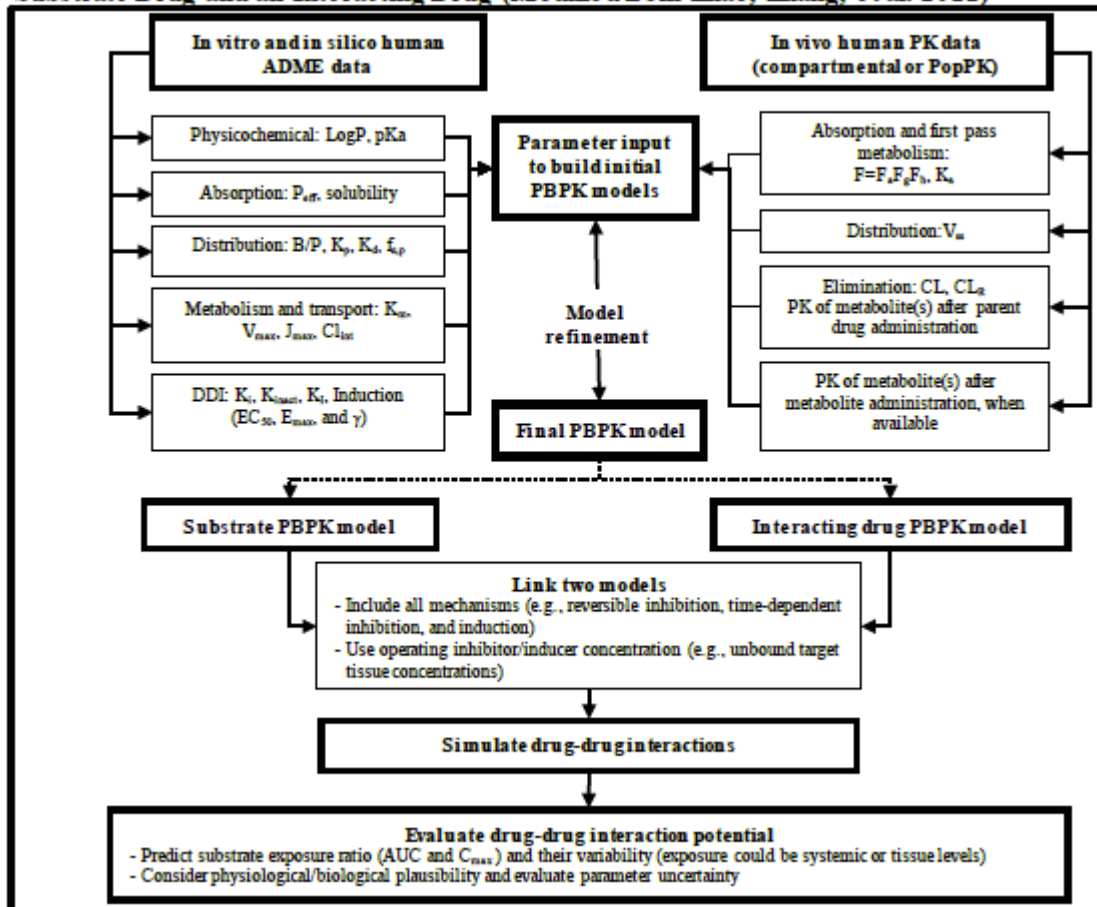 In vitro and in silico human
ADME data
In vivo human PK data
(compartmental or PopPK)
Physicochemical: LogP, pKa
Absorption: Peff, solubility
Distribution: B/P, Kp, Kd, fu,p
Metabolism and transport: Km,
Vmax, Jmax, Clint
DDI: Ki, Kinact, KI, Induction
(EC50, Emax, and γ)
Parameter input
to build initial
PBPK models
Absorption and first pass
metabolism:
F=FaFgFh, Ka
Distribution: Vss
Elimination: CL, CLR
PK of metabolite(s) after parent
drug administration
PK of metabolite(s) after
metabolite administration, when
available
Model
refinement
Final PBPK model
Substrate PBPK model
Interacting drug PBPK model
Link two models
- Include all mechanisms (e.g., reversible inhibition, time-dependent
inhibition, and induction)
- Use operating inhibitor/inducer concentration (e.g., unbound target
tissue concentrations)
Simulate drug-drug interactions
Evaluate drug-drug interaction potential
- Predict substrate exposure ratio (AUC and Cmax) and their variability (exposure could be systemic or tissue levels)
- Consider physiological/biological plausibility and evaluate parameter uncertainty